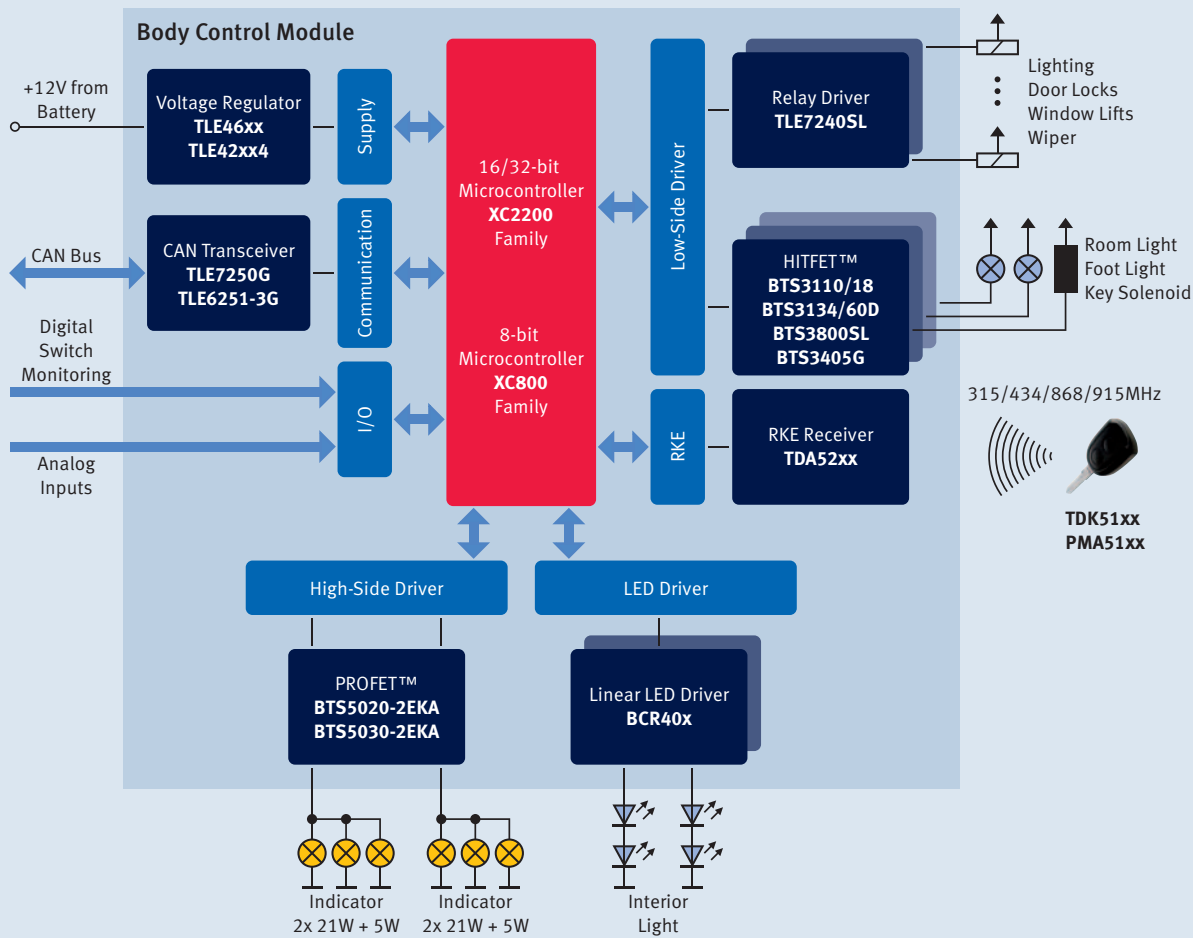 Body Control Module
+12V from
Battery
Voltage Regulator
TLE46xx
TLE42xx4
Supply
CAN Bus
CAN Transceiver
TLE7250G
TLE6251-3G
Communication
Digital
Switch
Monitoring
Analog
Inputs
I/O
16/32-bit
Microcontroller
XC2200
Family
8-bit
Microcontroller
XC800
Family
Low-Side Driver
Relay Driver
TLE7240SL
Lighting
Door Locks
Window Lifts
Wiper
HITFET™
BTS3110/18
BTS3134/60D
BTS3800SL
BTS3405G
Room Light
Foot Light
Key Solenoid
RKE
RKE Receiver
TDA52xx
315/434/868/915MHz
TDK51xx
PMA51xx
High-Side Driver
LED Driver
PROFET™
BTS5020-2EKA
BTS5030-2EKA
Linear LED Driver
BCR40x
Indicator
2x 21W + 5W
Indicator
2x 21W + 5W
Interior
Light